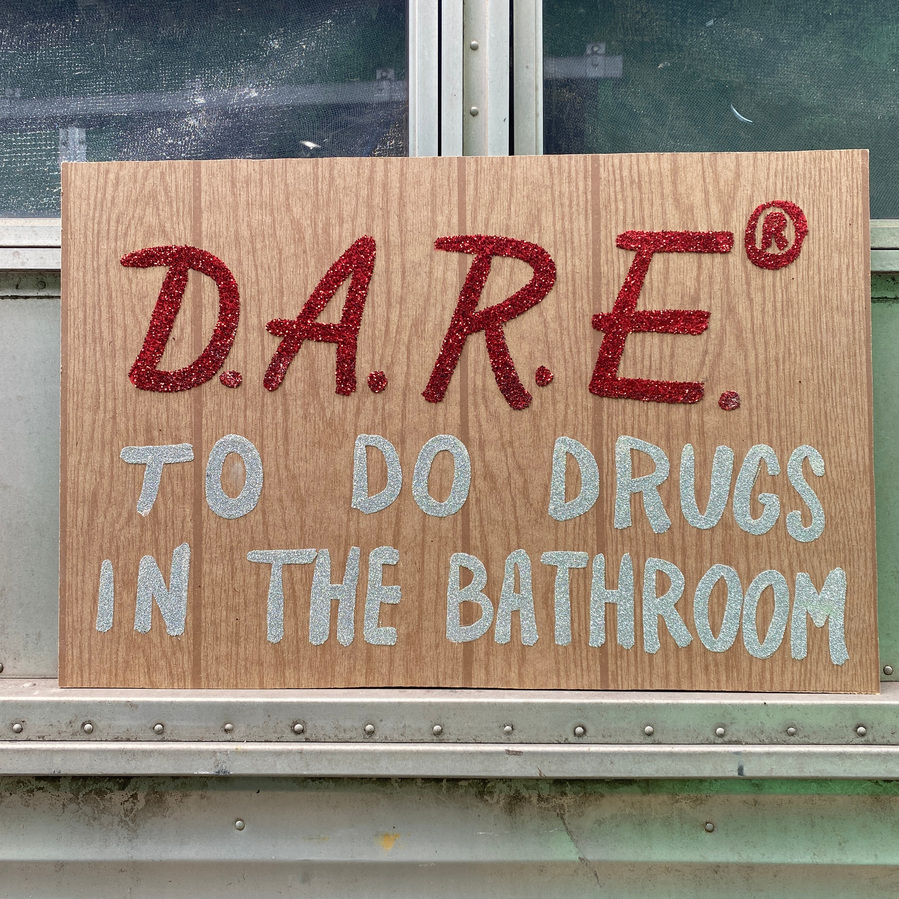 D.A.R.E.®
TO DO DRUGS
IN THE BATHROOM